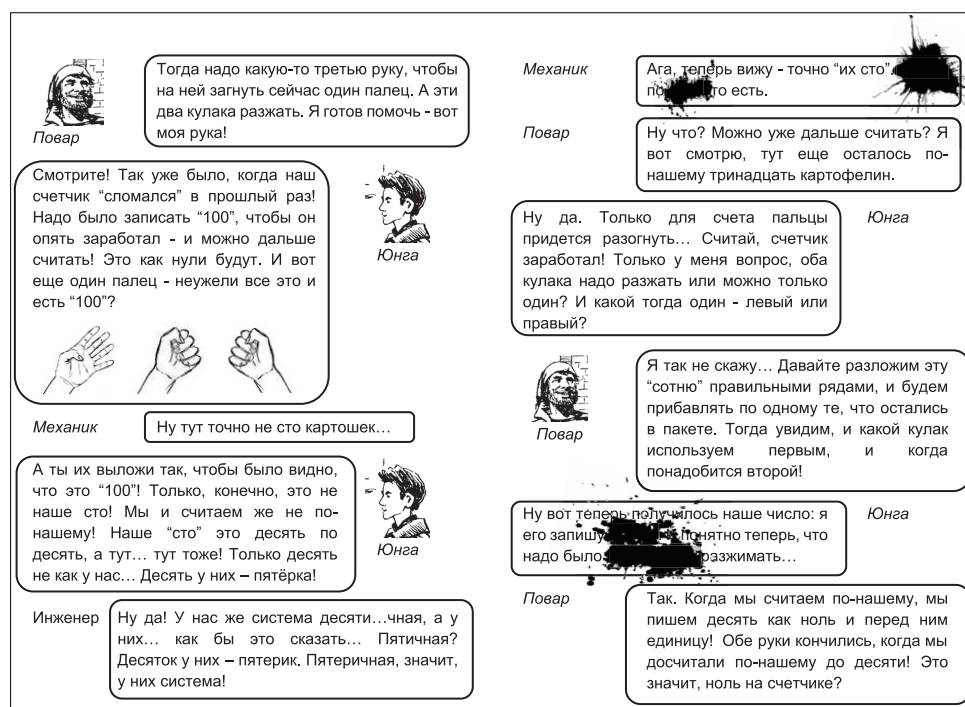 Тогда надо какую-то третью руку, чтобы
на ней загнуть сейчас один палец. А эти
два кулака разжать. Я готов помочь - вот
моя рука!
Повар
Смотрите! Так уже было, когда наш
счетчик “сломался” в прошлый раз!
Надо было записать “100”, чтобы он
опять заработал - и можно дальше
считать! Это как нули будут. И вот
еще один палец - неужели все это и
есть “100”?
Юнга
Механик
Ну тут точно не сто картошек…
А ты их выложи так, чтобы было видно,
что это “100”! Только, конечно, это не
наше сто! Мы и считаем же не по-
нашему! Наше “сто” это десять по
десять, а тут… тут тоже! Только десять
не как у нас… Десять у них – пятёрка!
Юнга
Инженер
Ну да! У нас же система десяти…чная, а у
них… как бы это сказать… Пятичная?
Десяток у них – пятерик. Пятеричная, значит,
у них система!
Механик
Ага, теперь вижу - точно “их сто”
есть.
Повар
Ну что? Можно уже дальше считать? Я
вот смотрю, тут еще осталось по-
нашему тринадцать картофелин.
Ну да. Только для счета пальцы
придется разогнуть… Считай, счетчик
заработал! Только у меня вопрос, оба
кулака надо разжать или можно только
один? И какой тогда один - левый или
правый?
Юнга
Я так не скажу… Давайте разложим эту
“сотню” правильными рядами, и будем
прибавлять по одному те, что остались
в пакете. Тогда увидим, и какой кулак
используем первым, и когда
понадобится второй!
Повар
Ну вот теперь получилось наше число: я
его запишу понятно теперь, что
надо было разжимать…
Юнга
Повар
Так. Когда мы считаем по-нашему, мы
пишем десять как ноль и перед ним
единицу! Обе руки кончились, когда мы
досчитали по-нашему до десяти! Это
значит, ноль на счетчике?